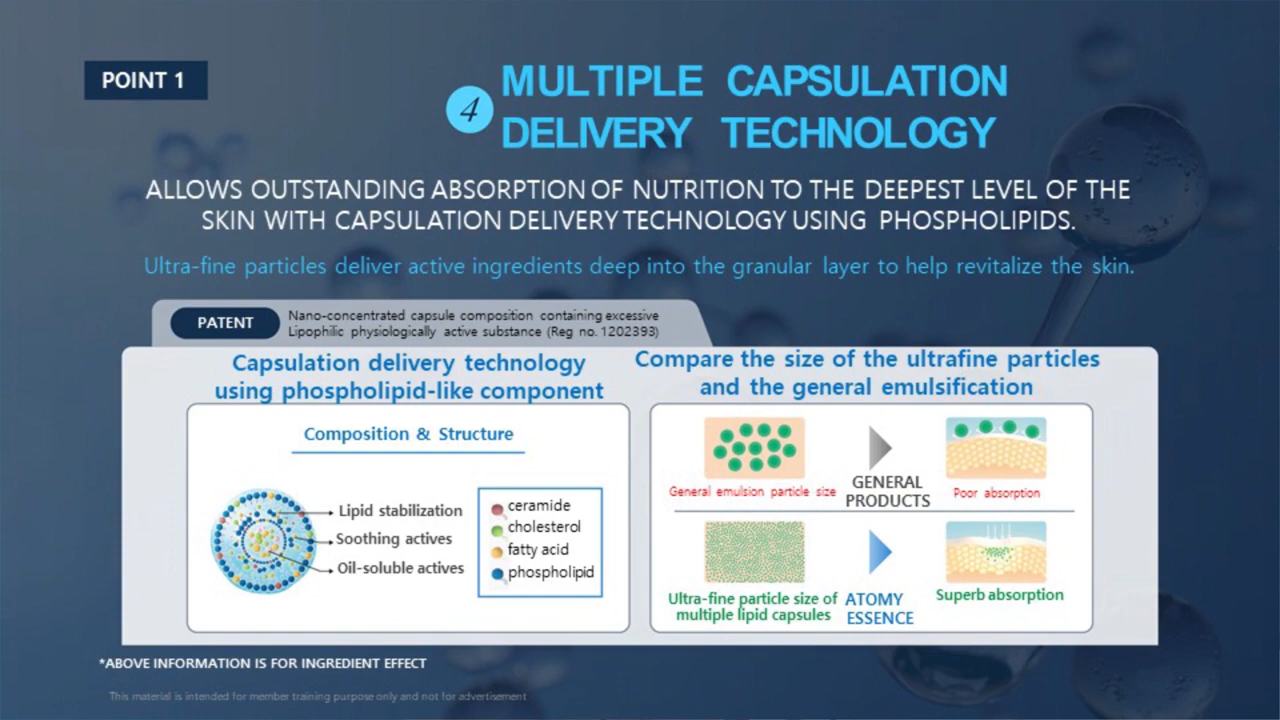 POINT 1
4
MULTIPLE CAPSULATION
DELIVERY TECHNOLOGY
ALLOWS OUTSTANDING ABSORPTION OF NUTRITION TO THE DEEPEST LEVEL OF THE
SKIN WITH CAPSULATION DELIVERY TECHNOLOGY USING PHOSPHOLIPIDS.
Ultra-fine particles deliver active ingredients deep into the granular layer to help revitalize the skin.
PATENT
Nano-concentrated capsule composition containing excessive
Lipophilic physiologically active substance (Reg no. 1202393)
Capsulation delivery technology
using phospholipid-like component
Composition & Structure
Lipid stabilization
Soothing actives
Oil-soluble actives
ceramide
cholesterol
fatty acid
phospholipid
Compare the size of the ultrafine particles
and the general emulsification
General emulsion particle size
GENERAL
PRODUCTS
Poor absorption
Ultra-fine particle size of
multiple lipid capsules
ATOMY
ESSENCE
Superb absorption
*ABOVE INFORMATION IS FOR INGREDIENT EFFECT
This material is intended for member training purpose only and not for advertisement